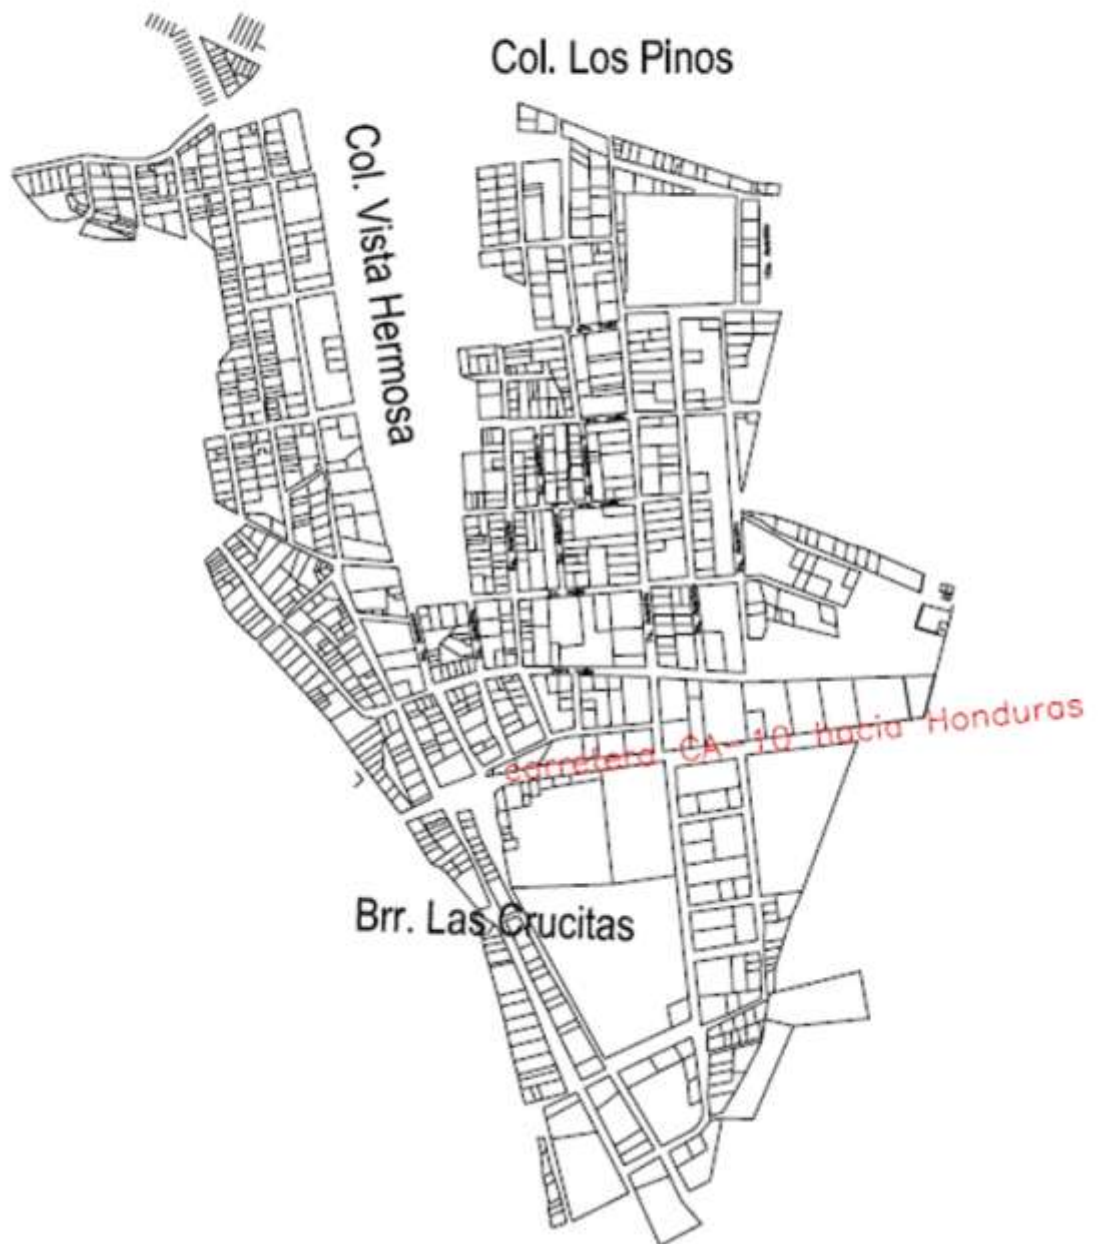 Col. Los Pinos
Col. Vista Hermosa
carretera CA-10 hacia Honduras
Brr. Las Crucitas